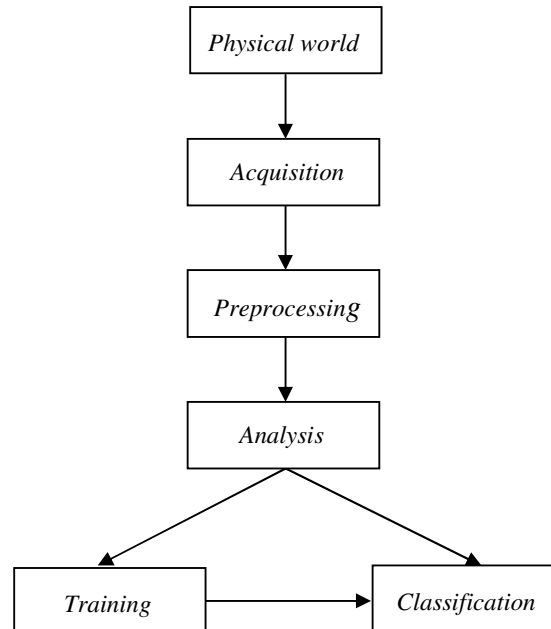 Physical world
Acquisition
Preprocessing
Analysis
Training
Classification